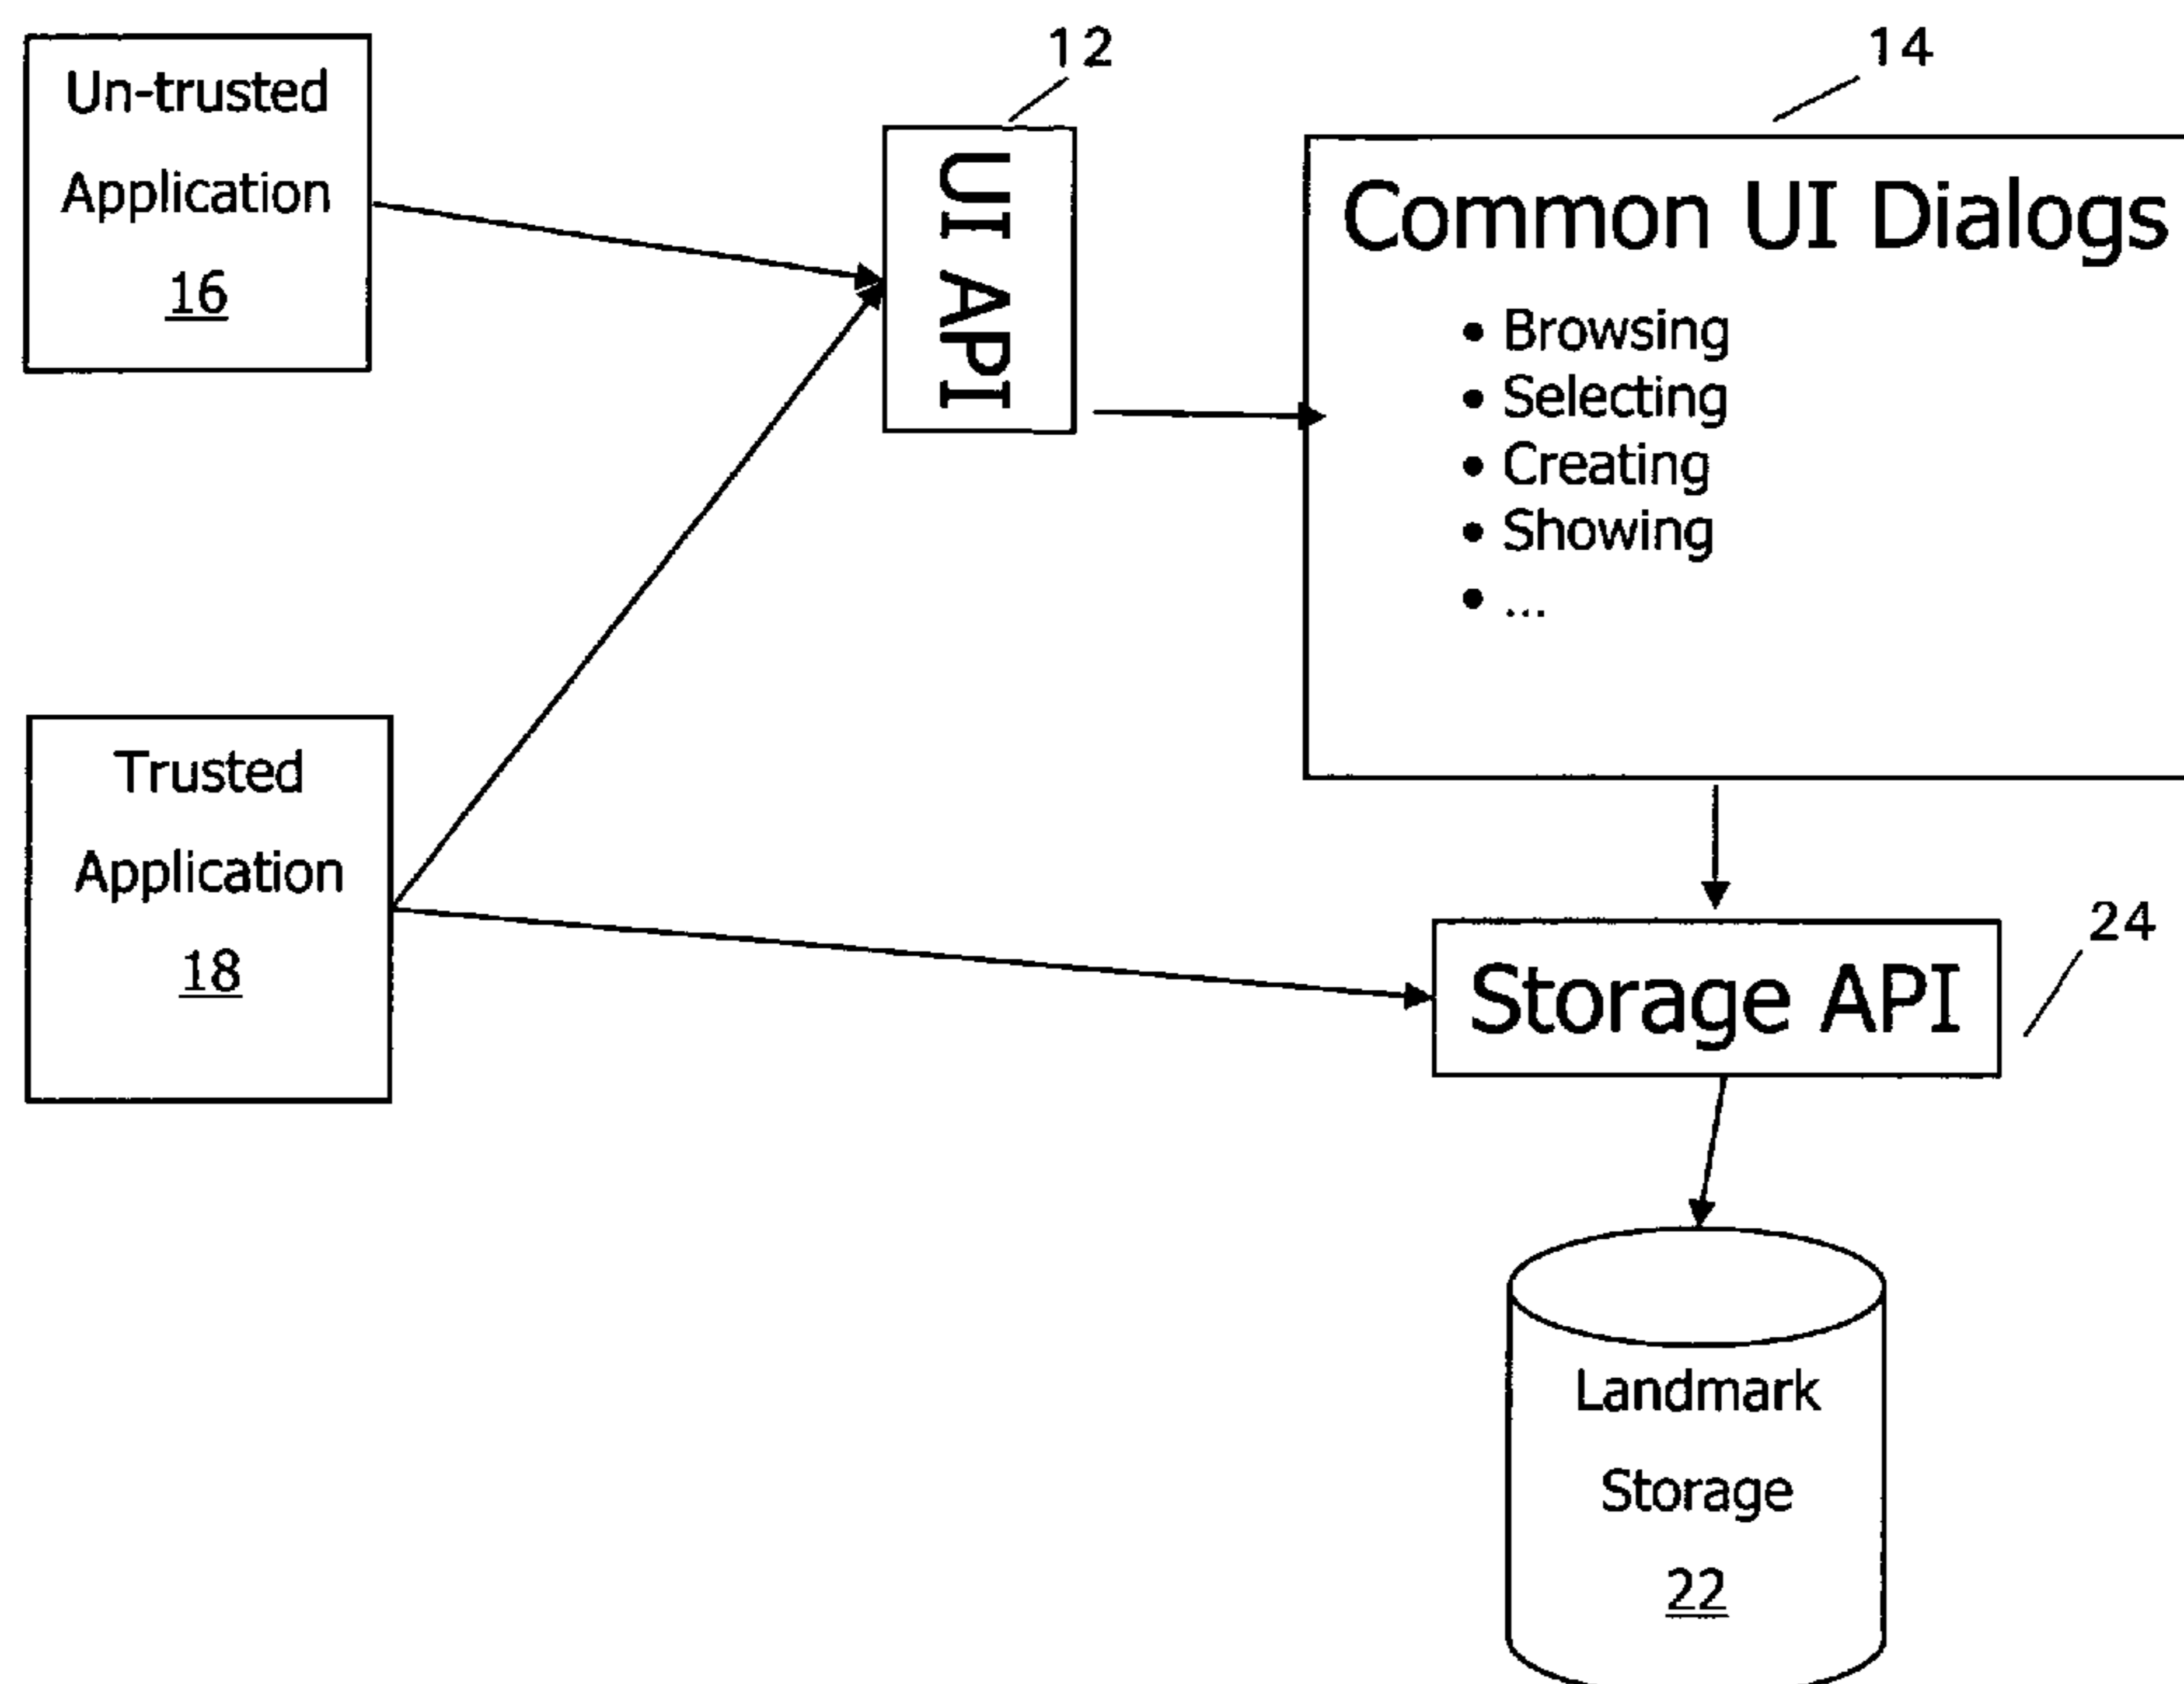 12
14
Un-trusted
Application
16
UI API
Common UI Dialogs
• Browsing
• Selecting
• Creating
• Showing
• ...
Trusted
Application
18
24
Storage API
Landmark
Storage
22